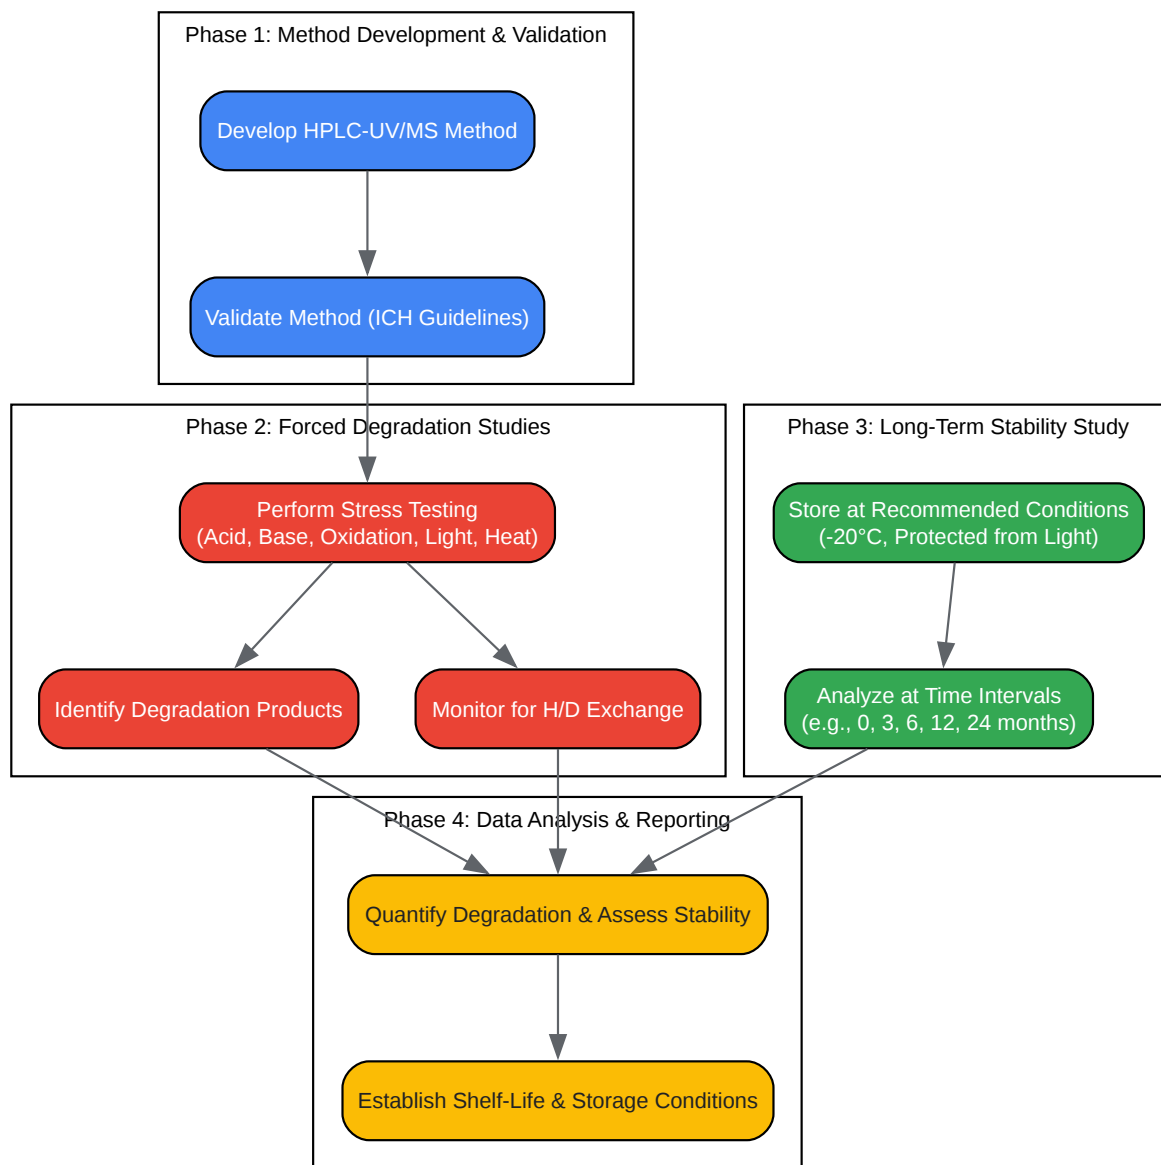 Phase 1: Method Development & Validation
Develop HPLC-UV/MS Method
Validate Method (ICH Guidelines)
Phase 2: Forced Degradation Studies
Perform Stress Testing
(Acid, Base, Oxidation, Light, Heat)
Identify Degradation Products
Monitor for H/D Exchange
Phase 3: Long-Term Stability Study
Store at Recommended Conditions
(-20°C, Protected from Light)
Analyze at Time Intervals
(e.g., 0, 3, 6, 12, 24 months)
Phase 4: Data Analysis & Reporting
Quantify Degradation & Assess Stability
Establish Shelf-Life & Storage Conditions